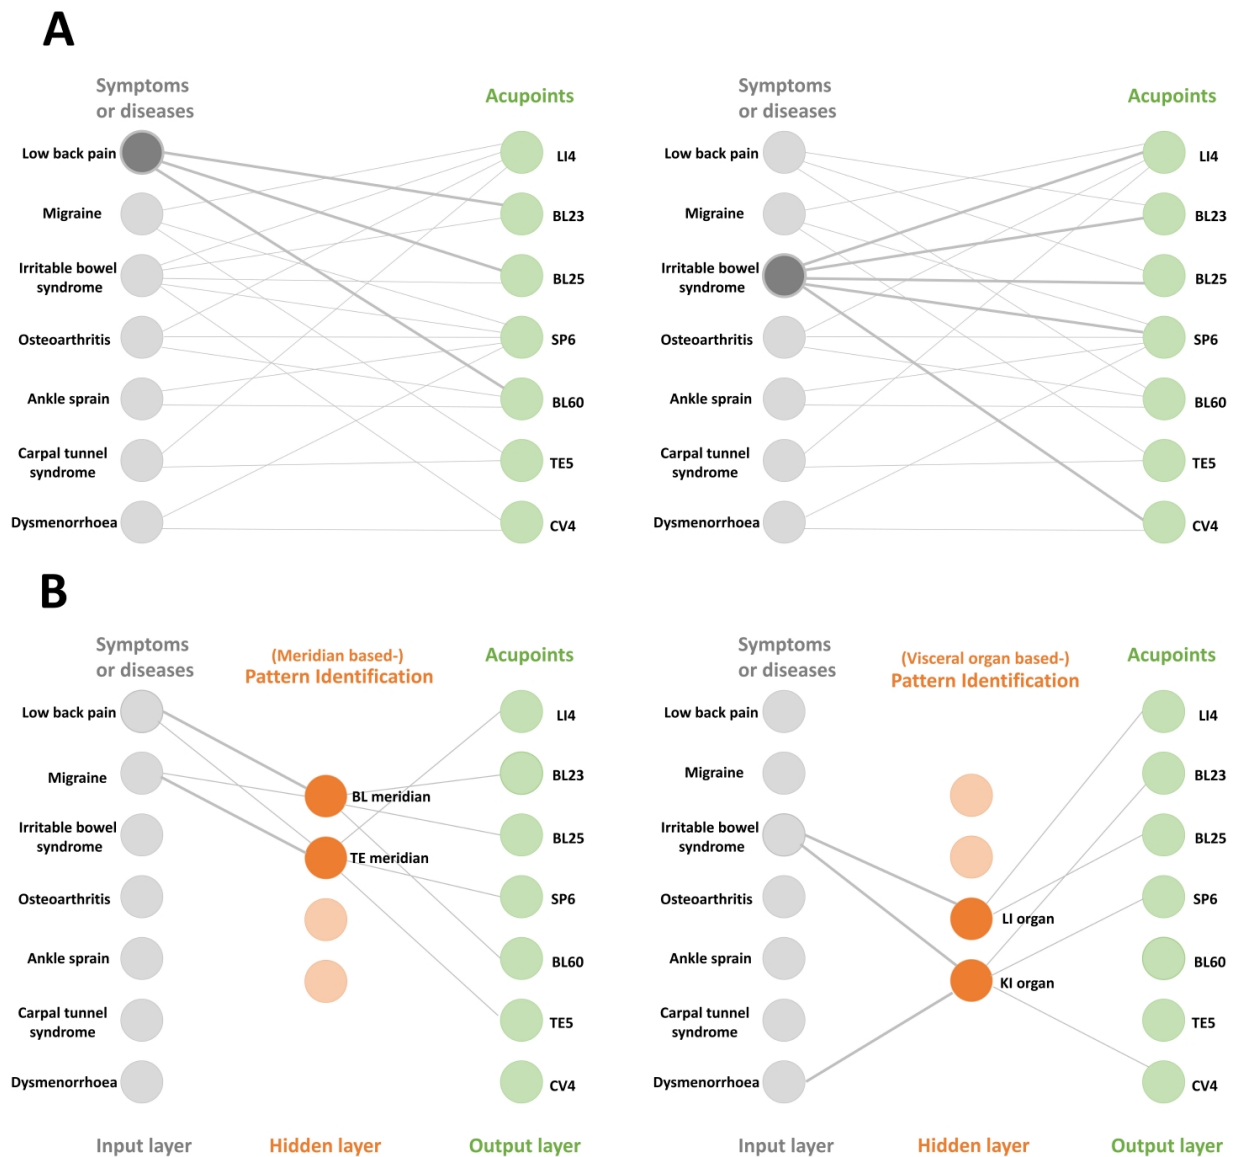 A
Symptoms
or diseases
Acupoints
Low back pain
LI4
Migraine
BL23
Irritable bowel
syndrome
BL25
Osteoarthritis
SP6
Ankle sprain
BL60
Carpal tunnel
syndrome
TE5
Dysmenorrhoea
CV4
Symptoms
or diseases
Acupoints
Low back pain
LI4
Migraine
BL23
Irritable bowel
syndrome
BL25
Osteoarthritis
SP6
Ankle sprain
BL60
Carpal tunnel
syndrome
TE5
Dysmenorrhoea
CV4
B
Symptoms
or diseases
(Meridian based-)
Pattern Identification
Acupoints
Low back pain
LI4
Migraine
BL meridian
BL23
Irritable bowel
syndrome
TE meridian
BL25
Osteoarthritis
SP6
Ankle sprain
BL60
Carpal tunnel
syndrome
TE5
Dysmenorrhoea
CV4
Input layer
Hidden layer
Output layer
Symptoms
or diseases
(Visceral organ based-)
Pattern Identification
Acupoints
Low back pain
LI4
Migraine
BL23
Irritable bowel
syndrome
BL25
Osteoarthritis
LI organ
SP6
Ankle sprain
KI organ
BL60
Carpal tunnel
syndrome
TE5
Dysmenorrhoea
CV4
Input layer
Hidden layer
Output layer